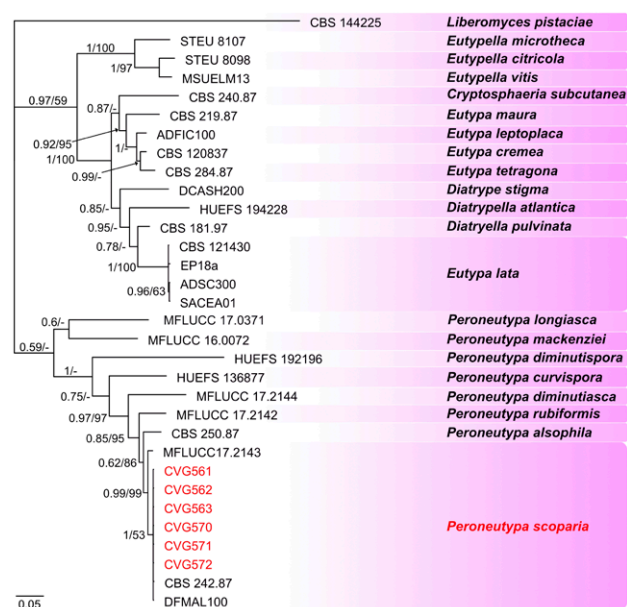 CBS 144225 Liberomyces pistaciae
STEU 8107 Eutypella microtheca
1/100
STEU 8098 Eutypella citricola
1/97
MSUELM13 Eutypella vitis
0.97/59
CBS 240.87 Cryptosphaeria subcutanea
0.87/-
CBS 219.87 Eutypa maura
ADFIC100 Eutypa leptoplaca
0.92/95
1/-
CBS 120837 Eutypa cremea
1/100
0.99/-
CBS 284.87 Eutypa tetragona
DCASH200 Diatrype stigma
0.85/-
HUEFS 194228 Diatrypella atlantica
0.95/-
CBS 181.97 Diatryella pulvinata
0.78/-
CBS 121430
1/100
EP18a Eutypa lata
0.96/63
ADSC300
SACEA01
MFLUCC 17.0371 Peroneutypa longiasca
0.6/-
MFLUCC 16.0072 Peroneutypa mackenziei
0.59/-
HUEFS 192196 Peroneutypa diminutispora
1/-
HUEFS 136877 Peroneutypa curvispora
0.75/-
MFLUCC 17.2144 Peroneutypa diminutiasca
0.97/97
MFLUCC 17.2142 Peroneutypa rubiformis
0.85/95
CBS 250.87 Peroneutypa alsophila
MFLUCC17.2143
0.62/86
CVG561
0.99/99
CVG562
CVG563
CVG570 Peroneutypa scoparia
1/53
CVG571
CVG572
CBS 242.87
DFMAL100
0.05